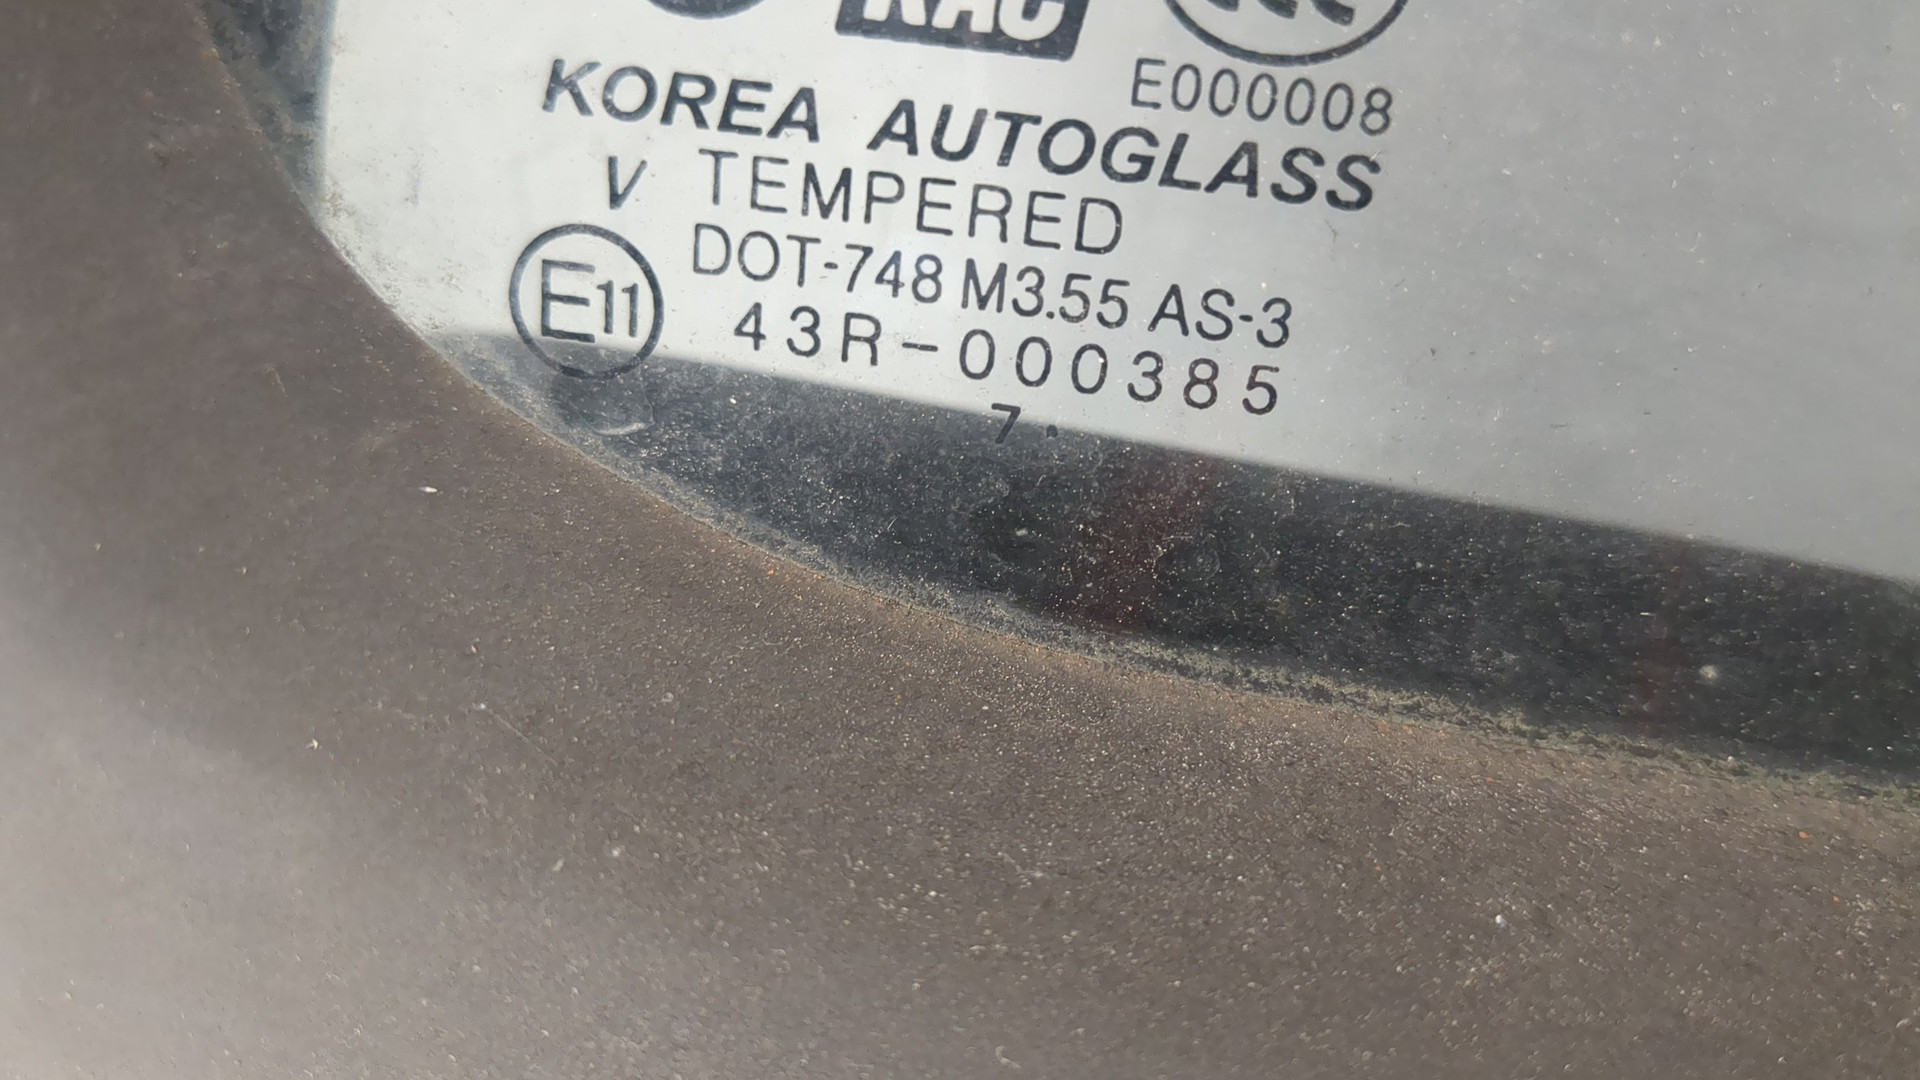 KAC
E000008
KOREA AUTOGLASS
V TEMPERED
E11 DOT-748 M3.55 AS-3
43R-000385
7 •